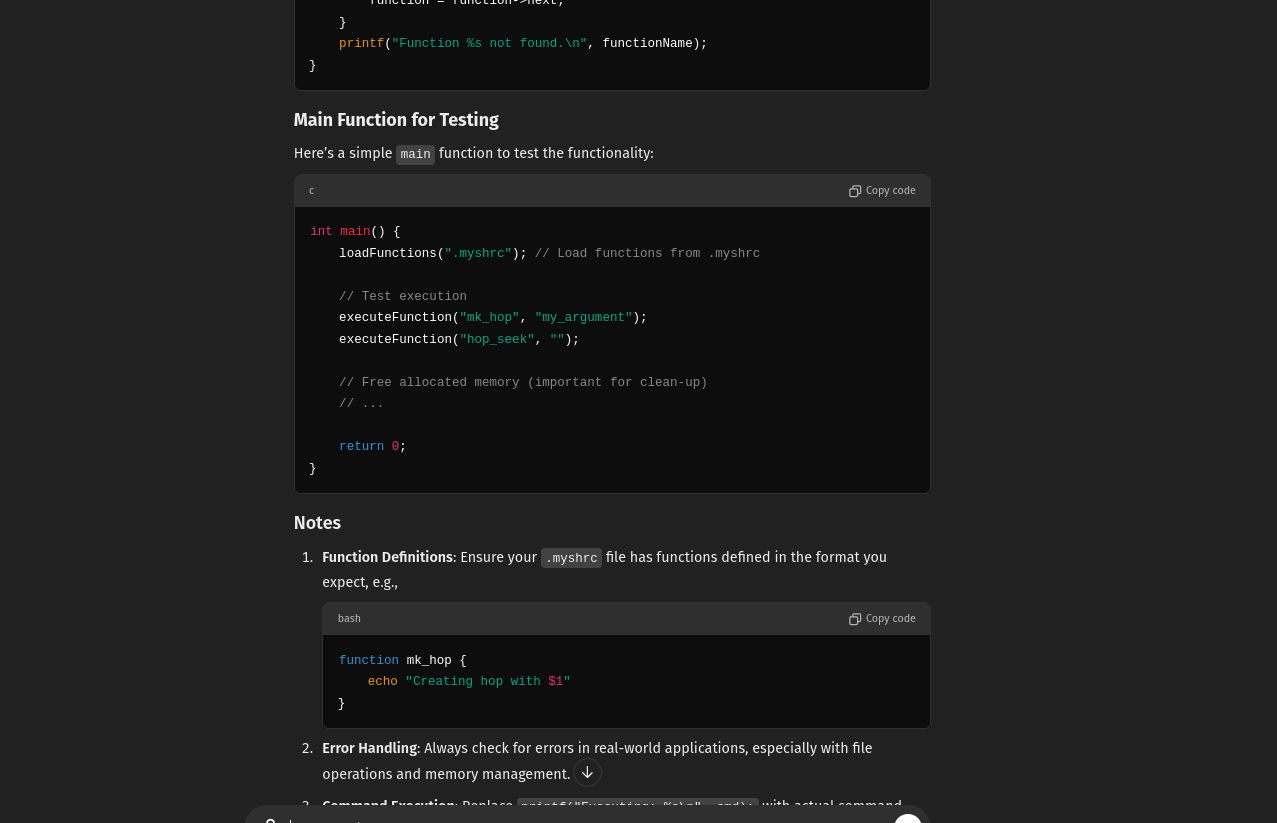 function = function->next;
}
printf("Function %s not found.\n", functionName);
}
Main Function for Testing
Here’s a simple main function to test the functionality:
c
Copy code
int main() {
loadFunctions(".myshrc"); // Load functions from .myshrc
// Test execution
executeFunction("mk_hop", "my_argument");
executeFunction("hop_seek", "");
// Free allocated memory (important for clean-up)
// ...
return 0;
}
Notes
1. Function Definitions: Ensure your .myshrc file has functions defined in the format you
expect, e.g.,
bash
Copy code
function mk_hop {
echo "Creating hop with $1"
}
2. Error Handling: Always check for errors in real-world applications, especially with file
operations and memory management.
3. Command Execution: Replace printf("Executing: %s\n", cmd); with actual command